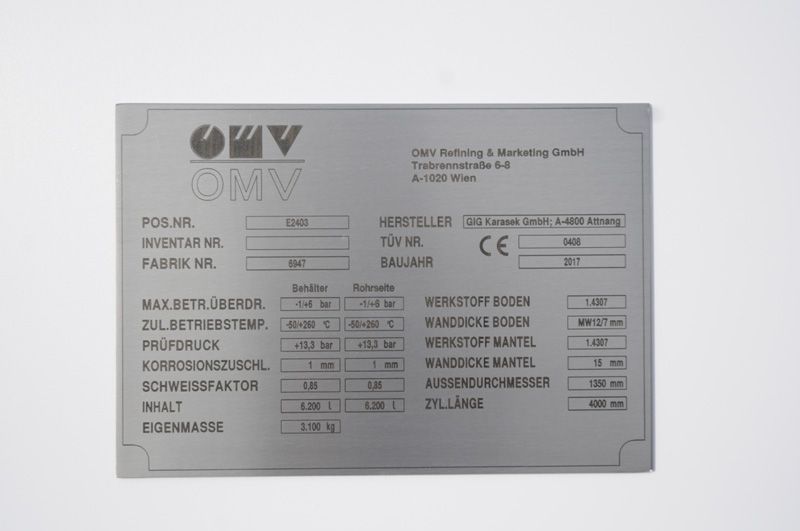 OMV
OMV
OMV Refining & Marketing GmbH
Trabrennstraße 6-8
A-1020 Wien
POS.NR. E2403 HERSTELLER GIG Karasek GmbH; A-4800 Attnang
INVENTAR NR. TÜV NR. CE 0408
FABRIK NR. 6947 BAUJAHR 2017
Behälter Rohrseite
MAX.BETR.ÜBERDR. -1/+6 bar -1/+6 bar WERKSTOFF BODEN 1.4307
ZUL.BETRIEBSTEMP. -50/+260 °C -50/+260 °C WANDDICKE BODEN MW12/7 mm
PRÜFDRUCK +13,3 bar +13,3 bar WERKSTOFF MANTEL 1.4307
KORROSIONSZUSCHL. 1 mm 1 mm WANDDICKE MANTEL 15 mm
SCHWEISSFAKTOR 0,85 0,85 AUSSENDURCHMESSER 1350 mm
INHALT 6.200 l 6.200 l ZYL.LÄNGE 4000 mm
EIGENMASSE 3.100 kg